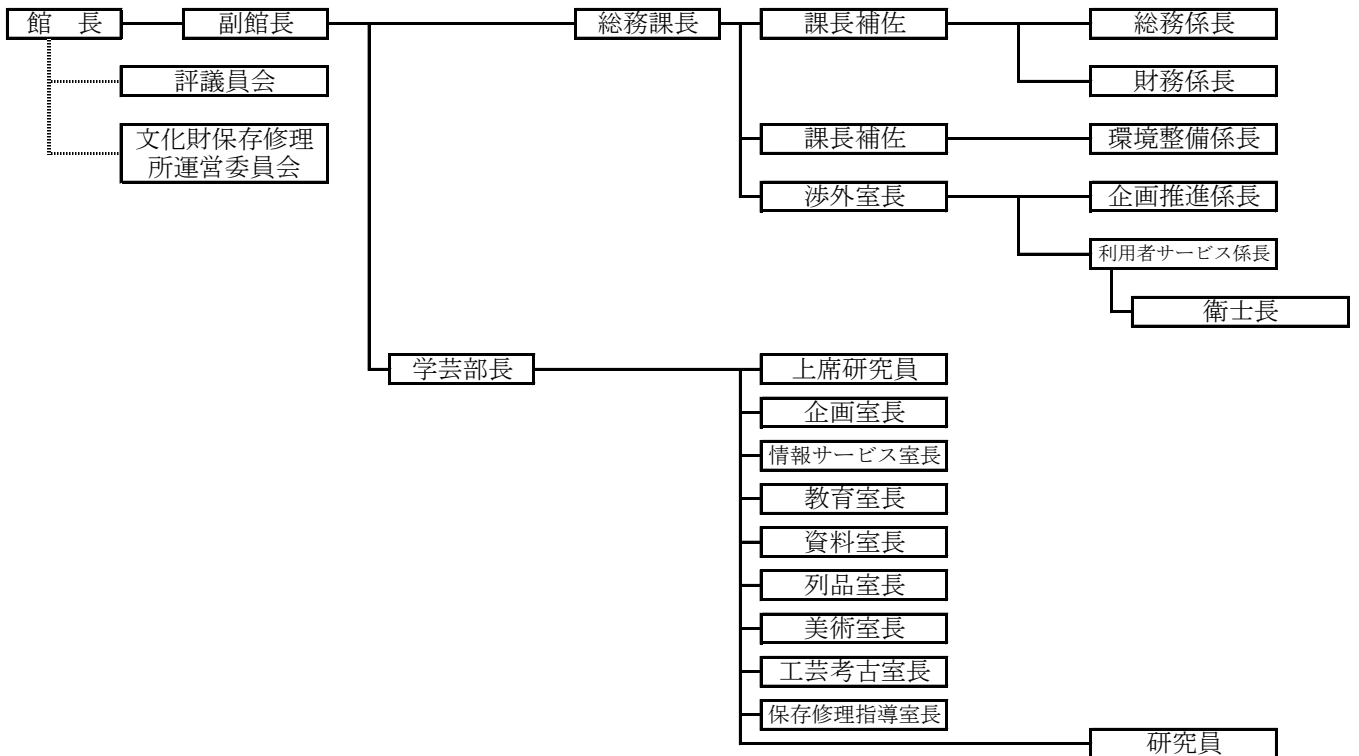 館　長
副館長
総務課長
課長補佐
総務係長
評議員会
財務係長
文化財保存修理
所運営委員会
課長補佐
環境整備係長
渉外室長
企画推進係長
利用者サービス係長
衛士長
学芸部長
上席研究員
企画室長
情報サービス室長
教育室長
資料室長
列品室長
美術室長
工芸考古室長
保存修理指導室長
研究員